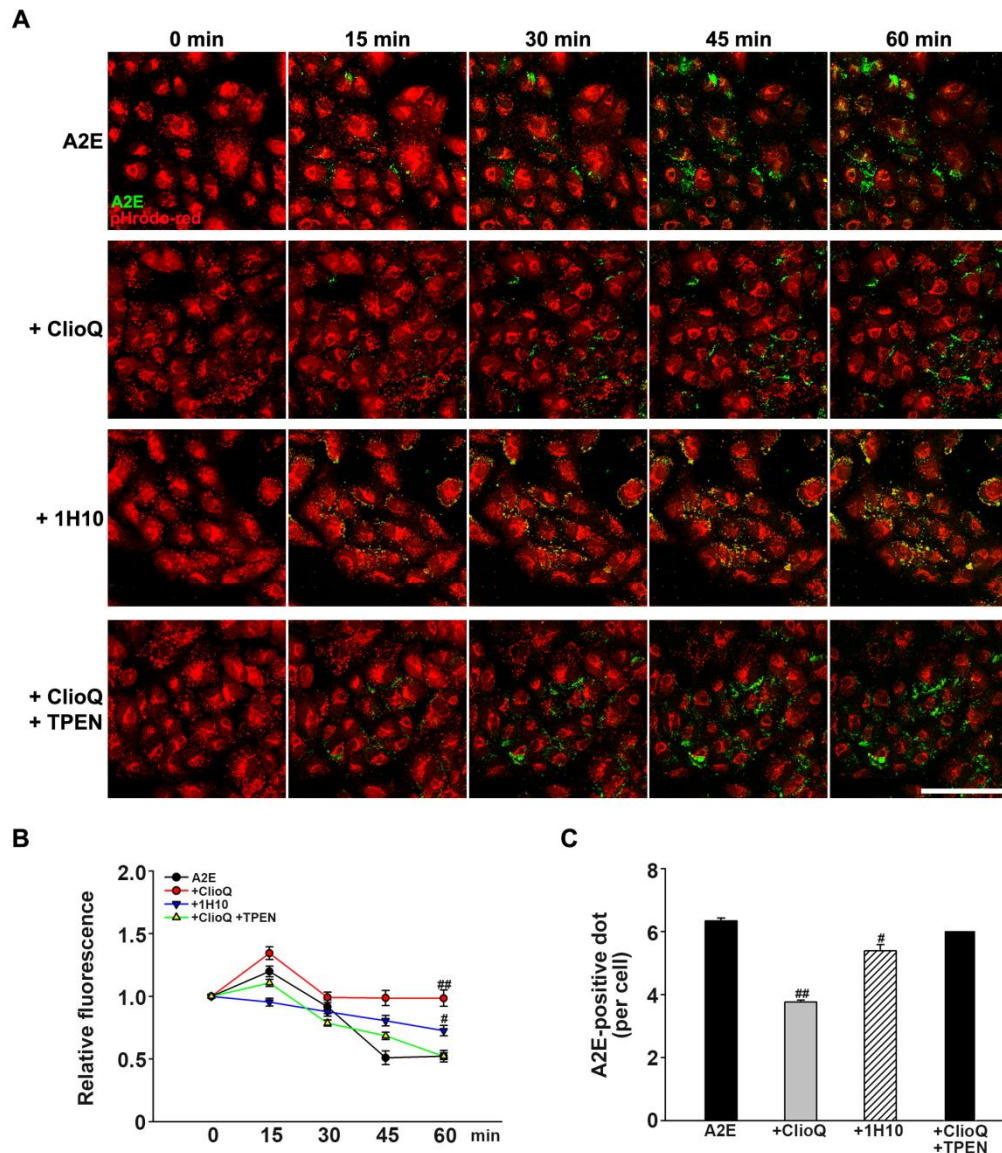 A
0 min 15 min 30 min 45 min 60 min
A2E
A2E
pHrodo-red
+ ClioQ
+ 1H10
+ ClioQ
+ TPEN
B
Relative fluorescence
2.0
1.5
1.0
0.5
0
A2E
+ClioQ
+1H10
+ClioQ +TPEN
##
#
0 15 30 45 60 min
C
A2E-positive dot
(per cell)
8
6
4
2
0
##
#
A2E +ClioQ +1H10 +ClioQ
+TPEN